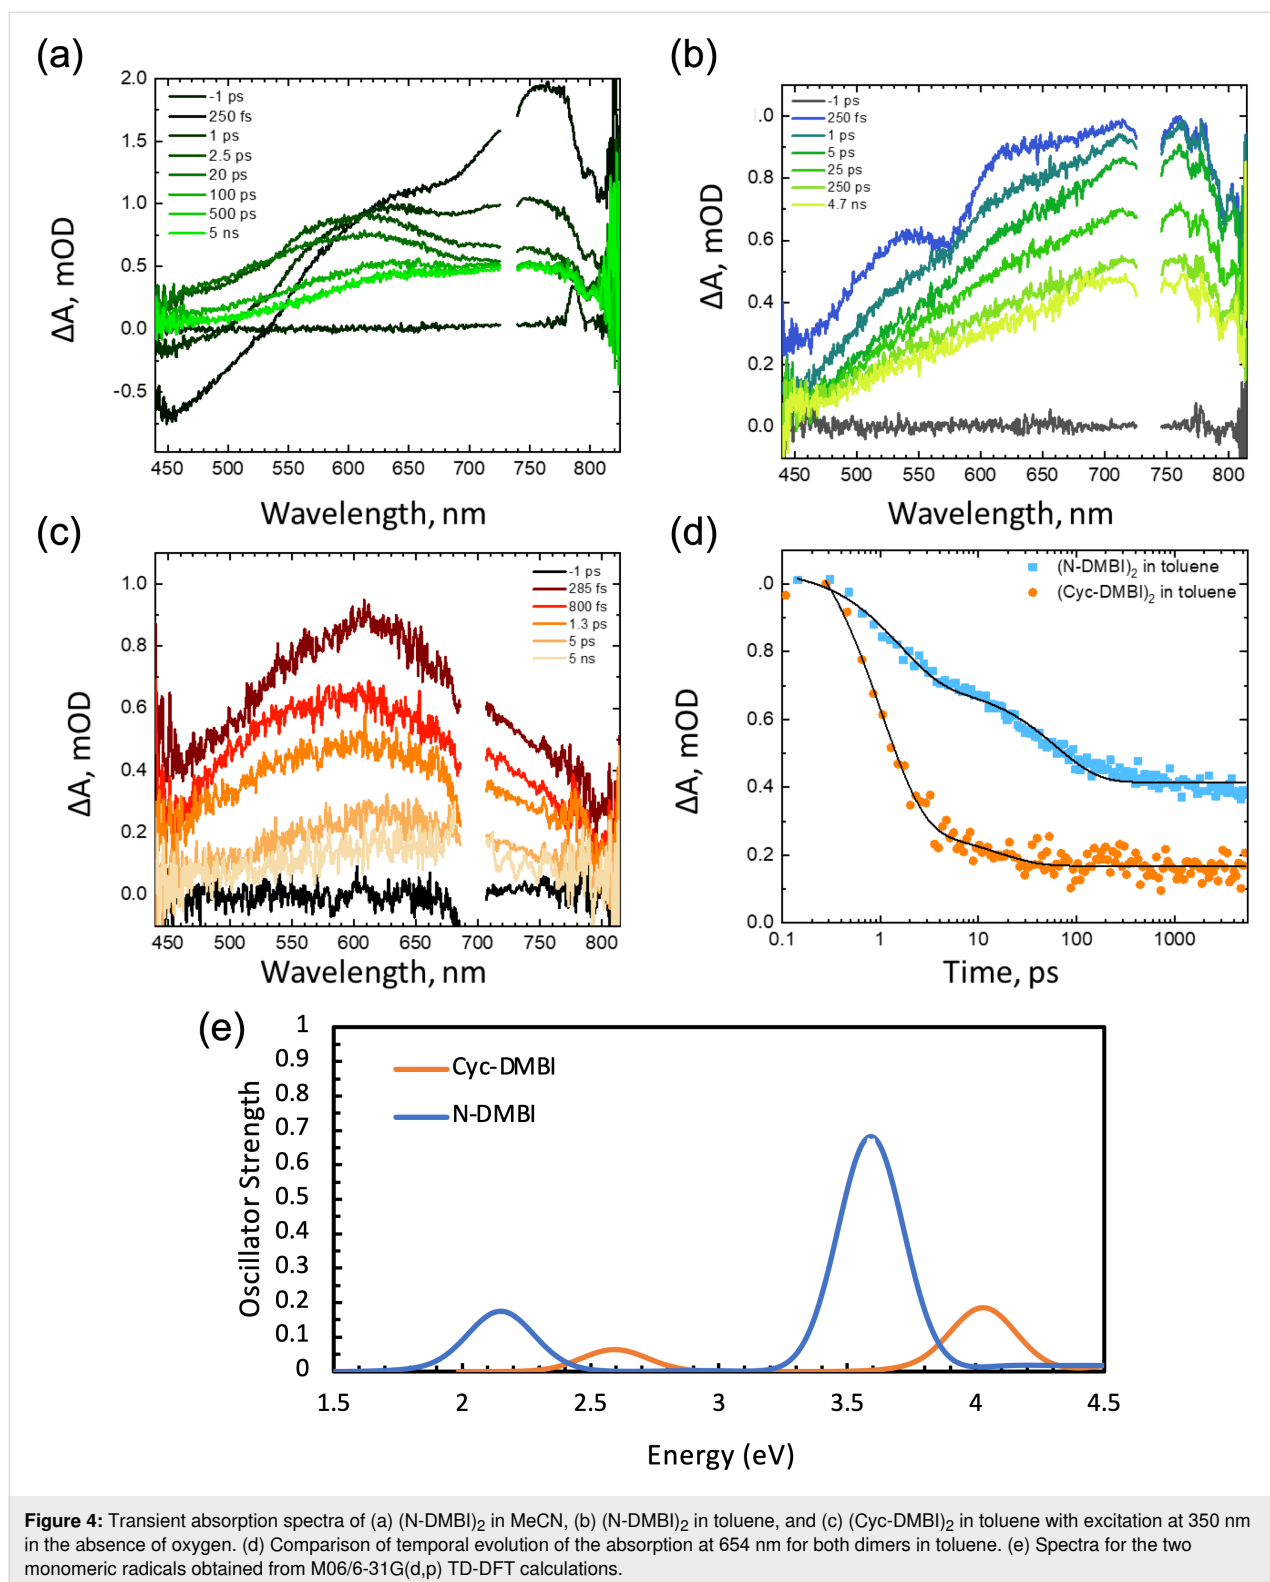 (a)
2.0
1.5
1.0
0.5
0.0
-0.5
ΔA, mOD
-1 ps
250 fs
1 ps
2.5 ps
20 ps
100 ps
500 ps
5 ns
450 500 550 600 650 700 750 800
Wavelength, nm
(b)
.0
0.8
0.6
0.4
0.2
0.0
ΔA, mOD
-1 ps
250 fs
1 ps
5 ps
25 ps
250 ps
4.7 ns
450 500 550 600 650 700 750 800
Wavelength, nm
(c)
1.0
0.8
0.6
0.4
0.2
0.0
ΔA, mOD
-1 ps
285 fs
800 fs
1.3 ps
5 ps
5 ns
450 500 550 600 650 700 750 800
Wavelength, nm
(d)
.0
0.8
0.6
0.4
0.2
0.0
ΔA, mOD
(N-DMBI)2 in toluene
(Cyc-DMBI)2 in toluene
0.1 1 10 100 1000
Time, ps
(e)
1
0.9
0.8
0.7
0.6
0.5
0.4
0.3
0.2
0.1
0
Oscillator Strength
Cyc-DMBI
N-DMBI
1.5 2 2.5 3 3.5 4 4.5
Energy (eV)
Figure 4: Transient absorption spectra of (a) (N-DMBI)2 in MeCN, (b) (N-DMBI)2 in toluene, and (c) (Cyc-DMBI)2 in toluene with excitation at 350 nm
in the absence of oxygen. (d) Comparison of temporal evolution of the absorption at 654 nm for both dimers in toluene. (e) Spectra for the two
monomeric radicals obtained from M06/6-31G(d,p) TD-DFT calculations.